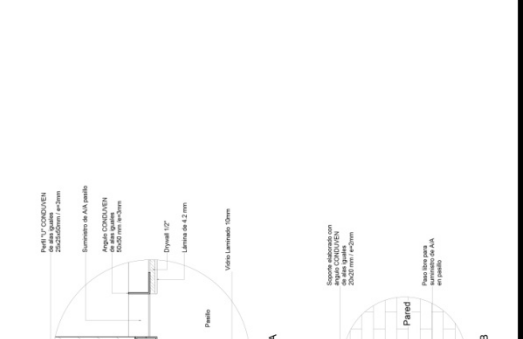 Perfil "U" CONDUVEN
de alas iguales
25x25x60mm / e=3mm
Suministro de A/A pasillo
Angulo CONDUVEN
de alas iguales
50x50 mm /e=3mm
Drywall 1/2"
Lámina de 4.2 mm
Vidrio Laminado 10mm
Pasillo
A
Soporte elaborado con
ángulo CONDUVEN
de alas iguales
20x20 mm / e=2mm
Paso libre para
suministro de A/A
en pasillo
Pared
B